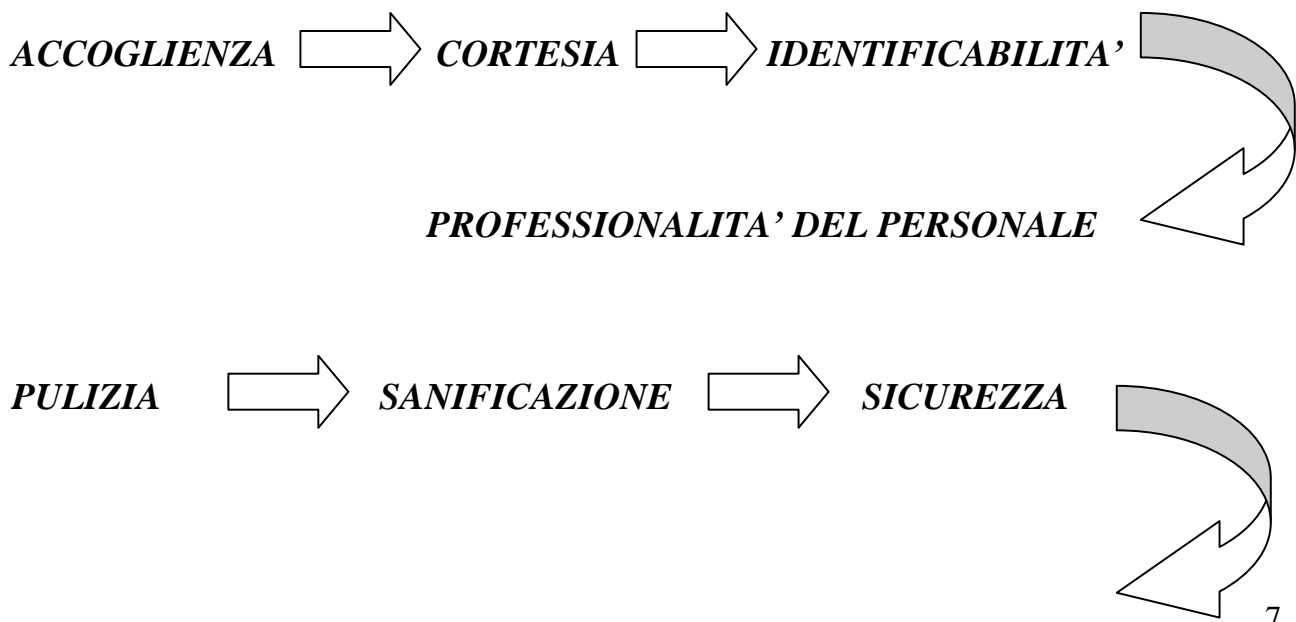 ACCOGLIENZA CORTESIA IDENTIFICABILITA’
PROFESSIONALITA’ DEL PERSONALE
PULIZIA SANIFICAZIONE SICUREZZA
7